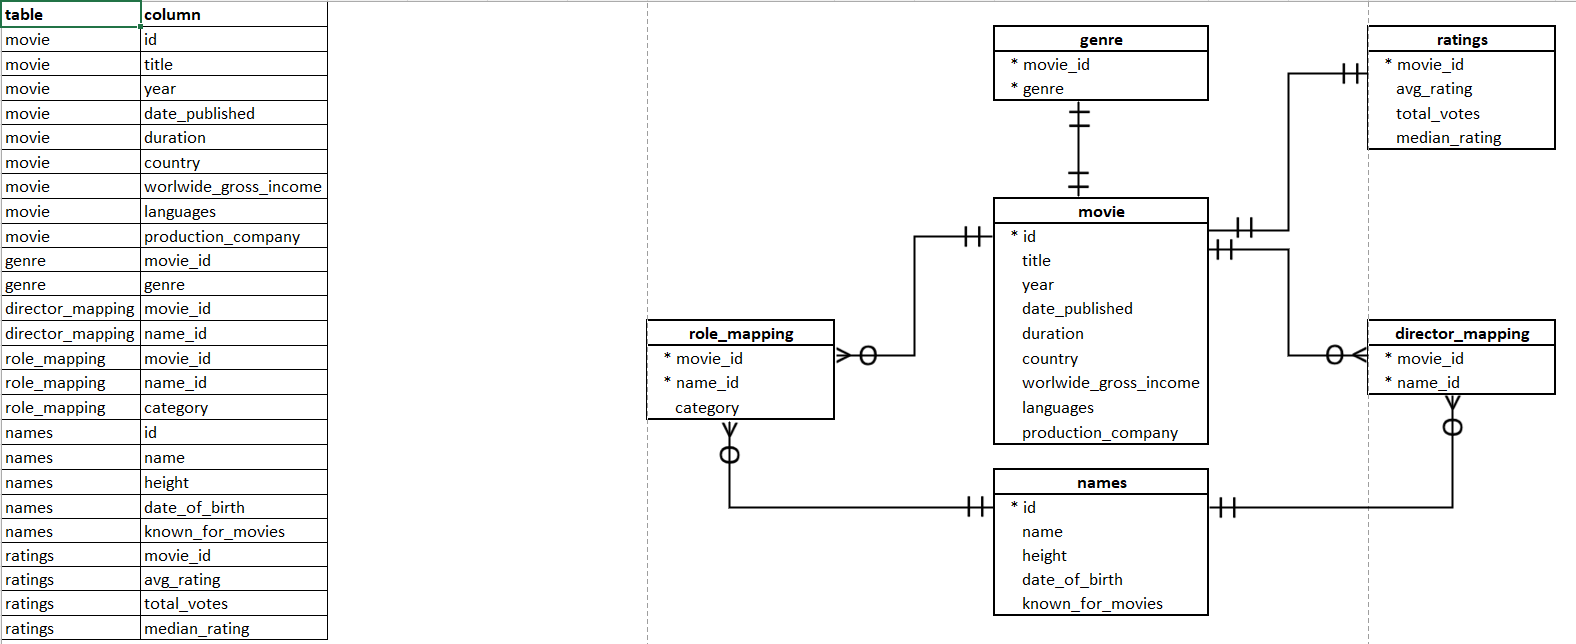 table column
movie id
movie title
movie year
movie date_published
movie duration
movie country
movie worlwide_gross_income
movie languages
movie production_company
genre movie_id
genre genre
director_mapping movie_id
director_mapping name_id
role_mapping movie_id
role_mapping name_id
role_mapping category
names id
names name
names height
names date_of_birth
names known_for_movies
ratings movie_id
ratings avg_rating
ratings total_votes
ratings median_rating
genre
* movie_id
* genre
ratings
* movie_id
avg_rating
total_votes
median_rating
movie
* id
title
year
date_published
duration
country
worlwide_gross_income
languages
production_company
role_mapping
* movie_id
* name_id
category
director_mapping
* movie_id
* name_id
names
* id
name
height
date_of_birth
known_for_movies